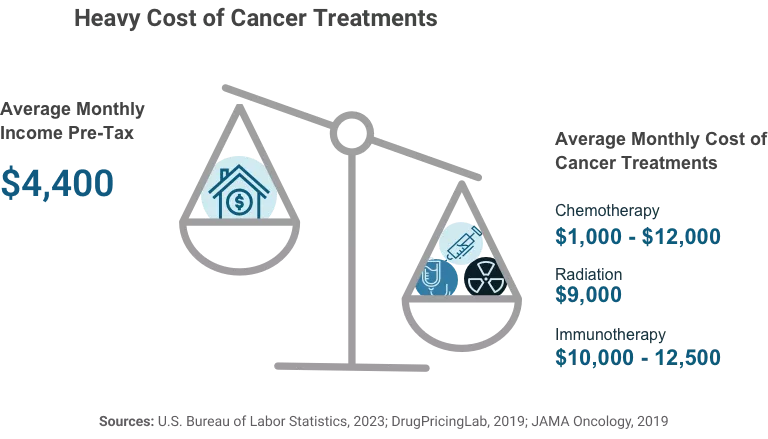 Heavy Cost of Cancer Treatments
Average Monthly
Income Pre-Tax
$4,400
$
Average Monthly Cost of
Cancer Treatments
Chemotherapy
$1,000 - $12,000
Radiation
$9,000
Immunotherapy
$10,000 - 12,500
Sources: U.S. Bureau of Labor Statistics, 2023; DrugPricingLab, 2019; JAMA Oncology, 2019